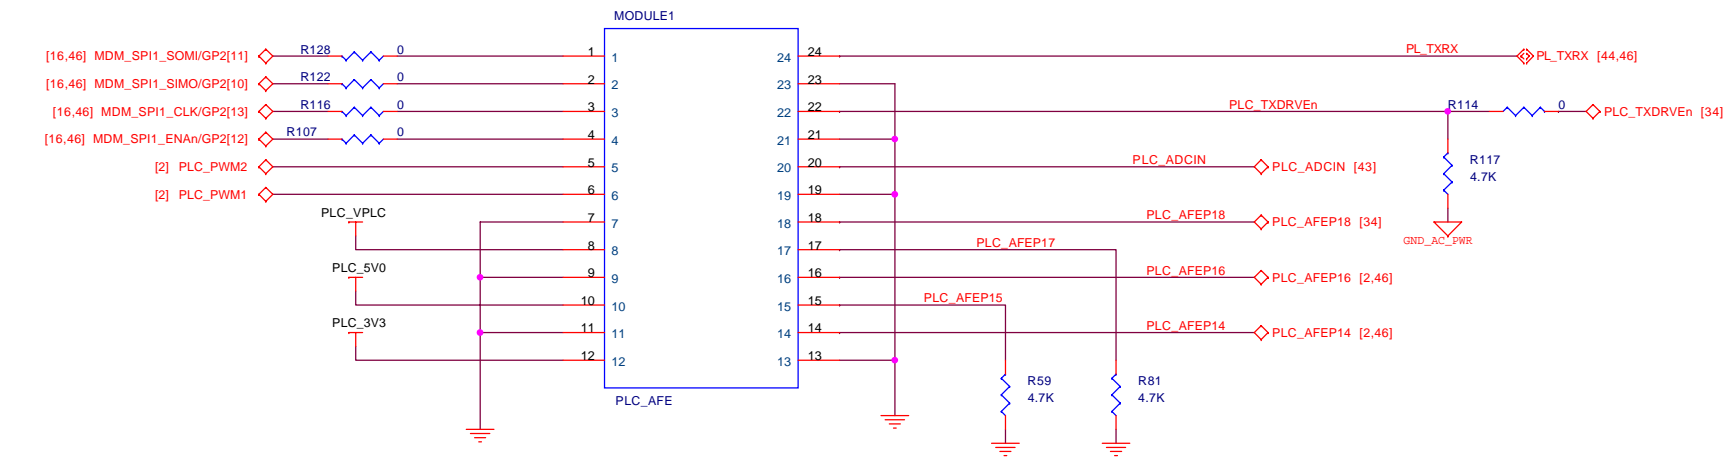 MODULE1
[16,46] MDM_SPI1_SOMI/GP2[11] R128 0 1 1 24 24 PL_TXRX PL_TXRX [44,46]
[16,46] MDM_SPI1_SIMO/GP2[10] R122 0 2 2 23 23
[16,46] MDM_SPI1_CLK/GP2[13] R116 0 3 3 22 22 PLC_TXDRVEn R114 0 PLC_TXDRVEn [34]
[16,46] MDM_SPI1_ENAn/GP2[12] R107 0 4 4 21 21
[2] PLC_PWM2 5 5 20 20 PLC_ADCIN PLC_ADCIN [43] R117
4.7K
[2] PLC_PWM1 6 6 19 19
PLC_VPLC 7 7 18 18 PLC_AFEP18 PLC_AFEP18 [34]
GND_AC_PWR
8 8 17 17 PLC_AFEP17
PLC_5V0 9 9 16 16 PLC_AFEP16 PLC_AFEP16 [2,46]
10 10 15 15 PLC_AFEP15
PLC_3V3 11 11 14 14 PLC_AFEP14 PLC_AFEP14 [2,46]
12 12 13 13
R59 R81
4.7K 4.7K
PLC_AFE